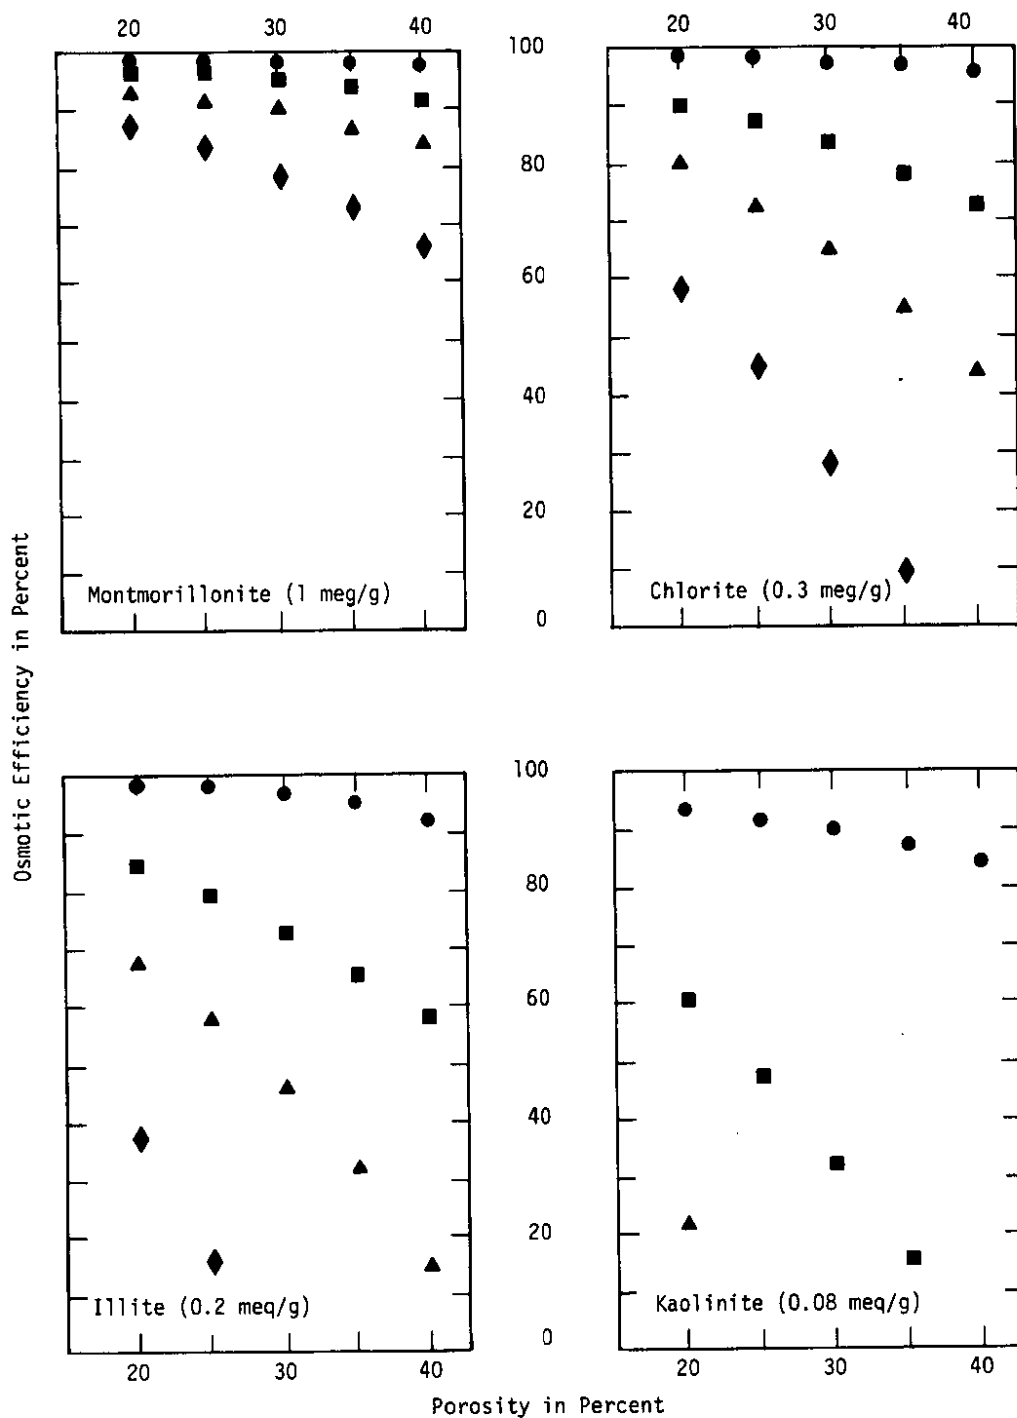 20 30 40 20 30 40
100
80
60
40
20
0
Montmorillonite (1 meg/g)
Chlorite (0.3 meg/g)
Osmotic Efficiency in Percent
100
80
60
40
20
0
Illite (0.2 meq/g)
Kaolinite (0.08 meq/g)
20 30 40 20 30 40
Porosity in Percent